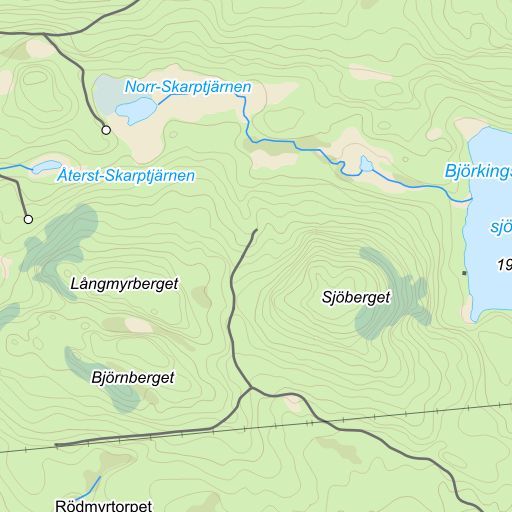 Norr-Skarptjärnen
Återst-Skarptjärnen
Björkings
sjö
19
Långmyrberget
Sjöberget
Björnberget
Rödmyrtorpet